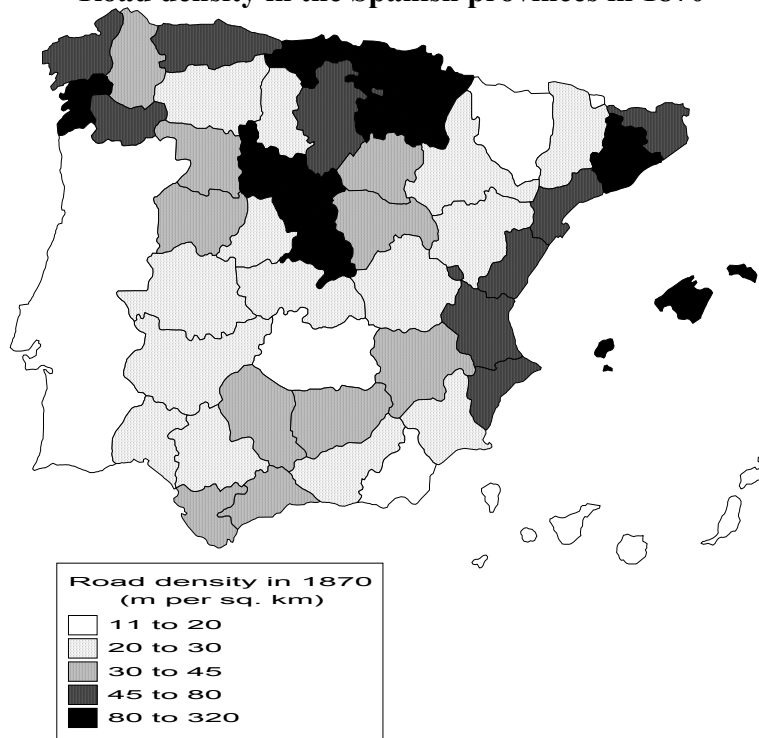 Road density in the Spanish provinces in 1870
Road density in 1870
(m per sq. km)
11 to 20
20 to 30
30 to 45
45 to 80
80 to 320